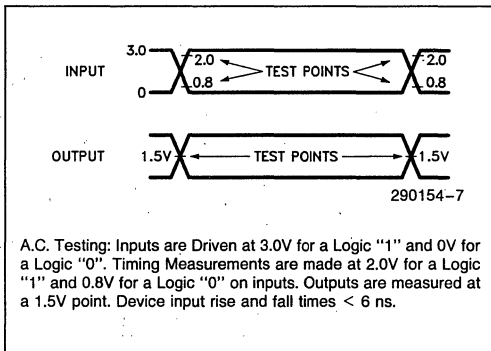 3.0
2.0 2.0
INPUT TEST POINTS
0.8 0.8
0
OUTPUT 1.5V TEST POINTS 1.5V
290154-7
A.C. Testing: Inputs are Driven at 3.0V for a Logic "1" and 0V for
a Logic "0". Timing Measurements are made at 2.0V for a Logic
"1" and 0.8V for a Logic "0" on inputs. Outputs are measured at
a 1.5V point. Device input rise and fall times < 6 ns.